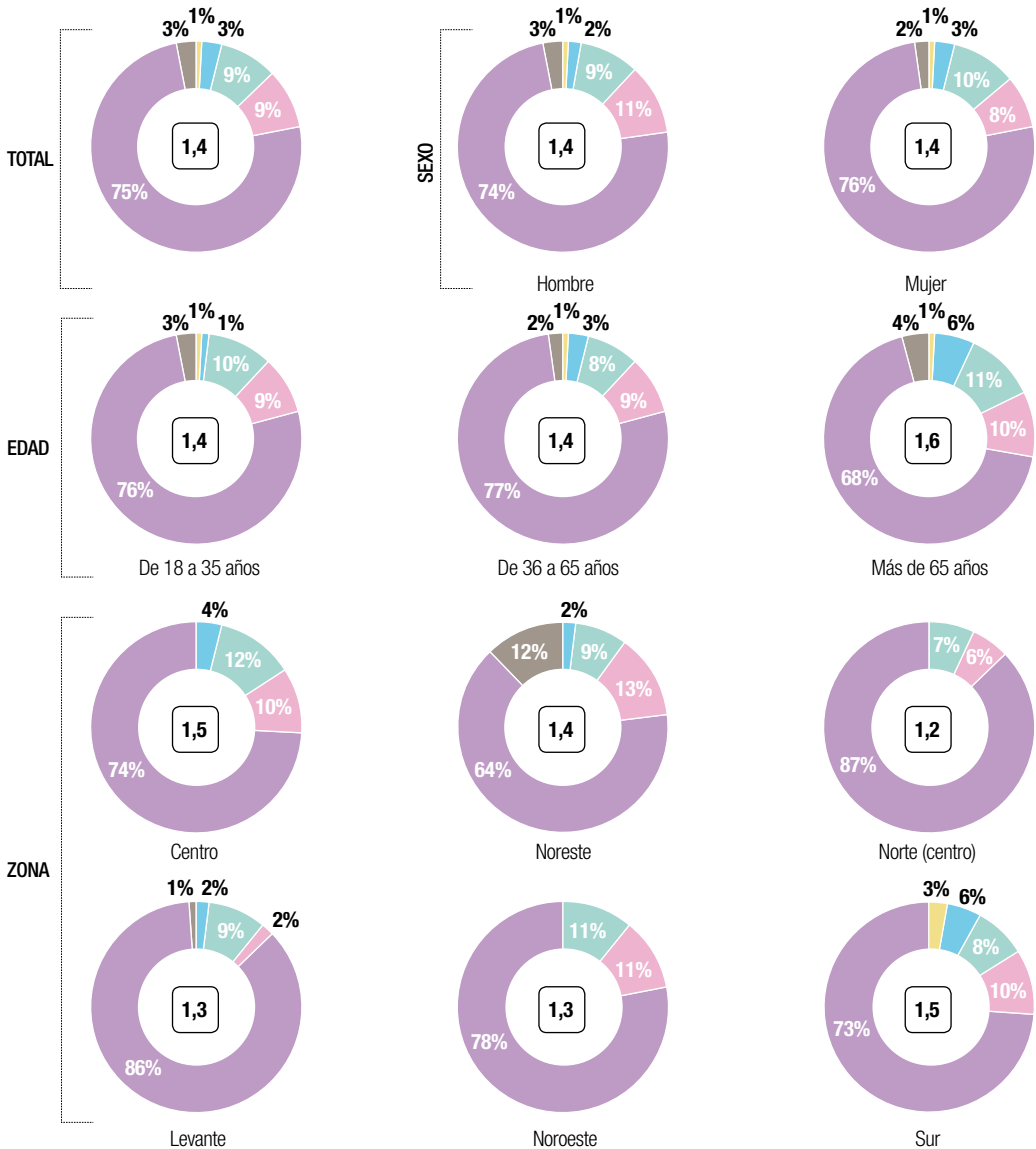 TOTAL
3% 1% 3%
9%
9%
75%
1,4
SEXO
3% 1% 2%
9%
11%
74%
1,4
Hombre
2% 1% 3%
10%
8%
76%
1,4
Mujer
EDAD
3% 1% 1%
10%
9%
76%
1,4
De 18 a 35 años
2% 1% 3%
8%
9%
77%
1,4
De 36 a 65 años
4% 1% 6%
11%
10%
68%
1,6
Más de 65 años
ZONA
4%
12%
10%
74%
1,5
Centro
2%
12%
9%
13%
64%
1,4
Noreste
7%
6%
87%
1,2
Norte (centro)
1% 2%
9%
2%
86%
1,3
Levante
11%
11%
78%
1,3
Noroeste
3% 6%
8%
10%
73%
1,5
Sur